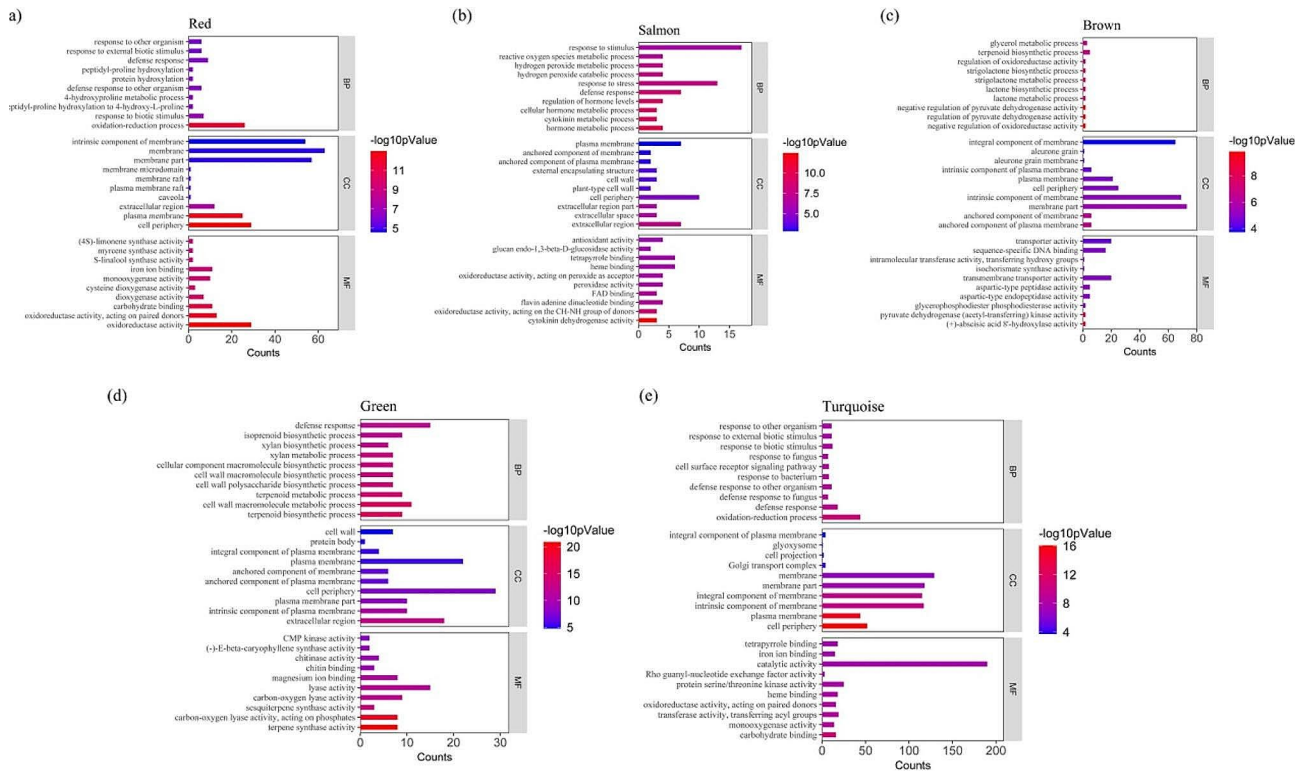 a)
Red
response to other organism
response to external biotic stimulus
defense response
peptidyl-proline hydroxylation
protein hydroxylation
defense response to other organism
4-hydroxyproline metabolic process
eptidyl-proline hydroxylation to 4-hydroxy-L-proline
response to biotic stimulus
oxidation-reduction process
BP
intrinsic component of membrane
membrane
membrane part
membrane microdomain
membrane raft
plasma membrane raft
caveola
extracellular region
plasma membrane
cell periphery
CC
(4S)-limonene synthase activity
myrcene synthase activity
S-linalool synthase activity
iron ion binding
monooxygenase activity
cysteine dioxygenase activity
dioxygenase activity
carbohydrate binding
oxidoreductase activity, acting on paired donors
oxidoreductase activity
MF
0 20 40 60
Counts
-log10pValue
11
9
7
5
(b)
Salmon
response to stimulus
reactive oxygen species metabolic process
hydrogen peroxide metabolic process
hydrogen peroxide catabolic process
response to stress
defense response
regulation of hormone levels
cellular hormone metabolic process
cytokinin metabolic process
hormone metabolic process
BP
plasma membrane
anchored component of membrane
anchored component of plasma membrane
external encapsulating structure
cell wall
plant-type cell wall
cell periphery
extracellular region part
extracellular space
extracellular region
CC
antioxidant activity
glucan endo-1,3-beta-D-glucosidase activity
tetrapyrrole binding
heme binding
oxidoreductase activity, acting on peroxide as acceptor
peroxidase activity
FAD binding
flavin adenine dinucleotide binding
oxidoreductase activity, acting on the CH-NH group of donors
cytokinin dehydrogenase activity
MF
0 5 10 15
Counts
-log10pValue
10.0
7.5
5.0
(c)
Brown
glycerol metabolic process
terpenoid biosynthetic process
regulation of oxidoreductase activity
strigolactone biosynthetic process
strigolactone metabolic process
lactone biosynthetic process
lactone metabolic process
negative regulation of pyruvate dehydrogenase activity
regulation of pyruvate dehydrogenase activity
negative regulation of oxidoreductase activity
BP
integral component of membrane
aleurone grain
aleurone grain membrane
intrinsic component of plasma membrane
plasma membrane
cell periphery
intrinsic component of membrane
membrane part
anchored component of membrane
anchored component of plasma membrane
CC
transporter activity
sequence-specific DNA binding
intramolecular transferase activity, transferring hydroxy groups
isochorismate synthase activity
transmembrane transporter activity
aspartic-type peptidase activity
aspartic-type endopeptidase activity
glycerophosphodiester phosphodiesterase activity
pyruvate dehydrogenase (acetyl-transferring) kinase activity
(+)-abscisic acid 8'-hydroxylase activity
MF
0 20 40 60 80
Counts
-log10pValue
8
6
4
(d)
Green
defense response
isoprenoid biosynthetic process
xylan biosynthetic process
xylan metabolic process
cellular component macromolecule biosynthetic process
cell wall macromolecule biosynthetic process
cell wall polysaccharide biosynthetic process
terpenoid metabolic process
cell wall macromolecule metabolic process
terpenoid biosynthetic process
BP
cell wall
protein body
integral component of plasma membrane
plasma membrane
anchored component of membrane
anchored component of plasma membrane
cell periphery
plasma membrane part
intrinsic component of plasma membrane
extracellular region
CC
CMP kinase activity
(-)-E-beta-caryophyllene synthase activity
chitinase activity
chitin binding
magnesium ion binding
lyase activity
carbon-oxygen lyase activity
sesquiterpene synthase activity
carbon-oxygen lyase activity, acting on phosphates
terpene synthase activity
MF
0 10 20 30
Counts
-log10pValue
20
15
10
5
(e)
Turquoise
response to other organism
response to external biotic stimulus
response to biotic stimulus
response to fungus
cell surface receptor signaling pathway
response to bacterium
defense response to other organism
defense response to fungus
defense response
oxidation-reduction process
BP
integral component of plasma membrane
glyoxysome
cell projection
Golgi transport complex
membrane
membrane part
integral component of membrane
intrinsic component of membrane
plasma membrane
cell periphery
CC
tetrapyrrole binding
iron ion binding
catalytic activity
Rho guanyl-nucleotide exchange factor activity
protein serine/threonine kinase activity
heme binding
oxidoreductase activity, acting on paired donors
transferase activity, transferring acyl groups
monooxygenase activity
carbohydrate binding
MF
0 50 100 150 200
Counts
-log10pValue
16
12
8
4